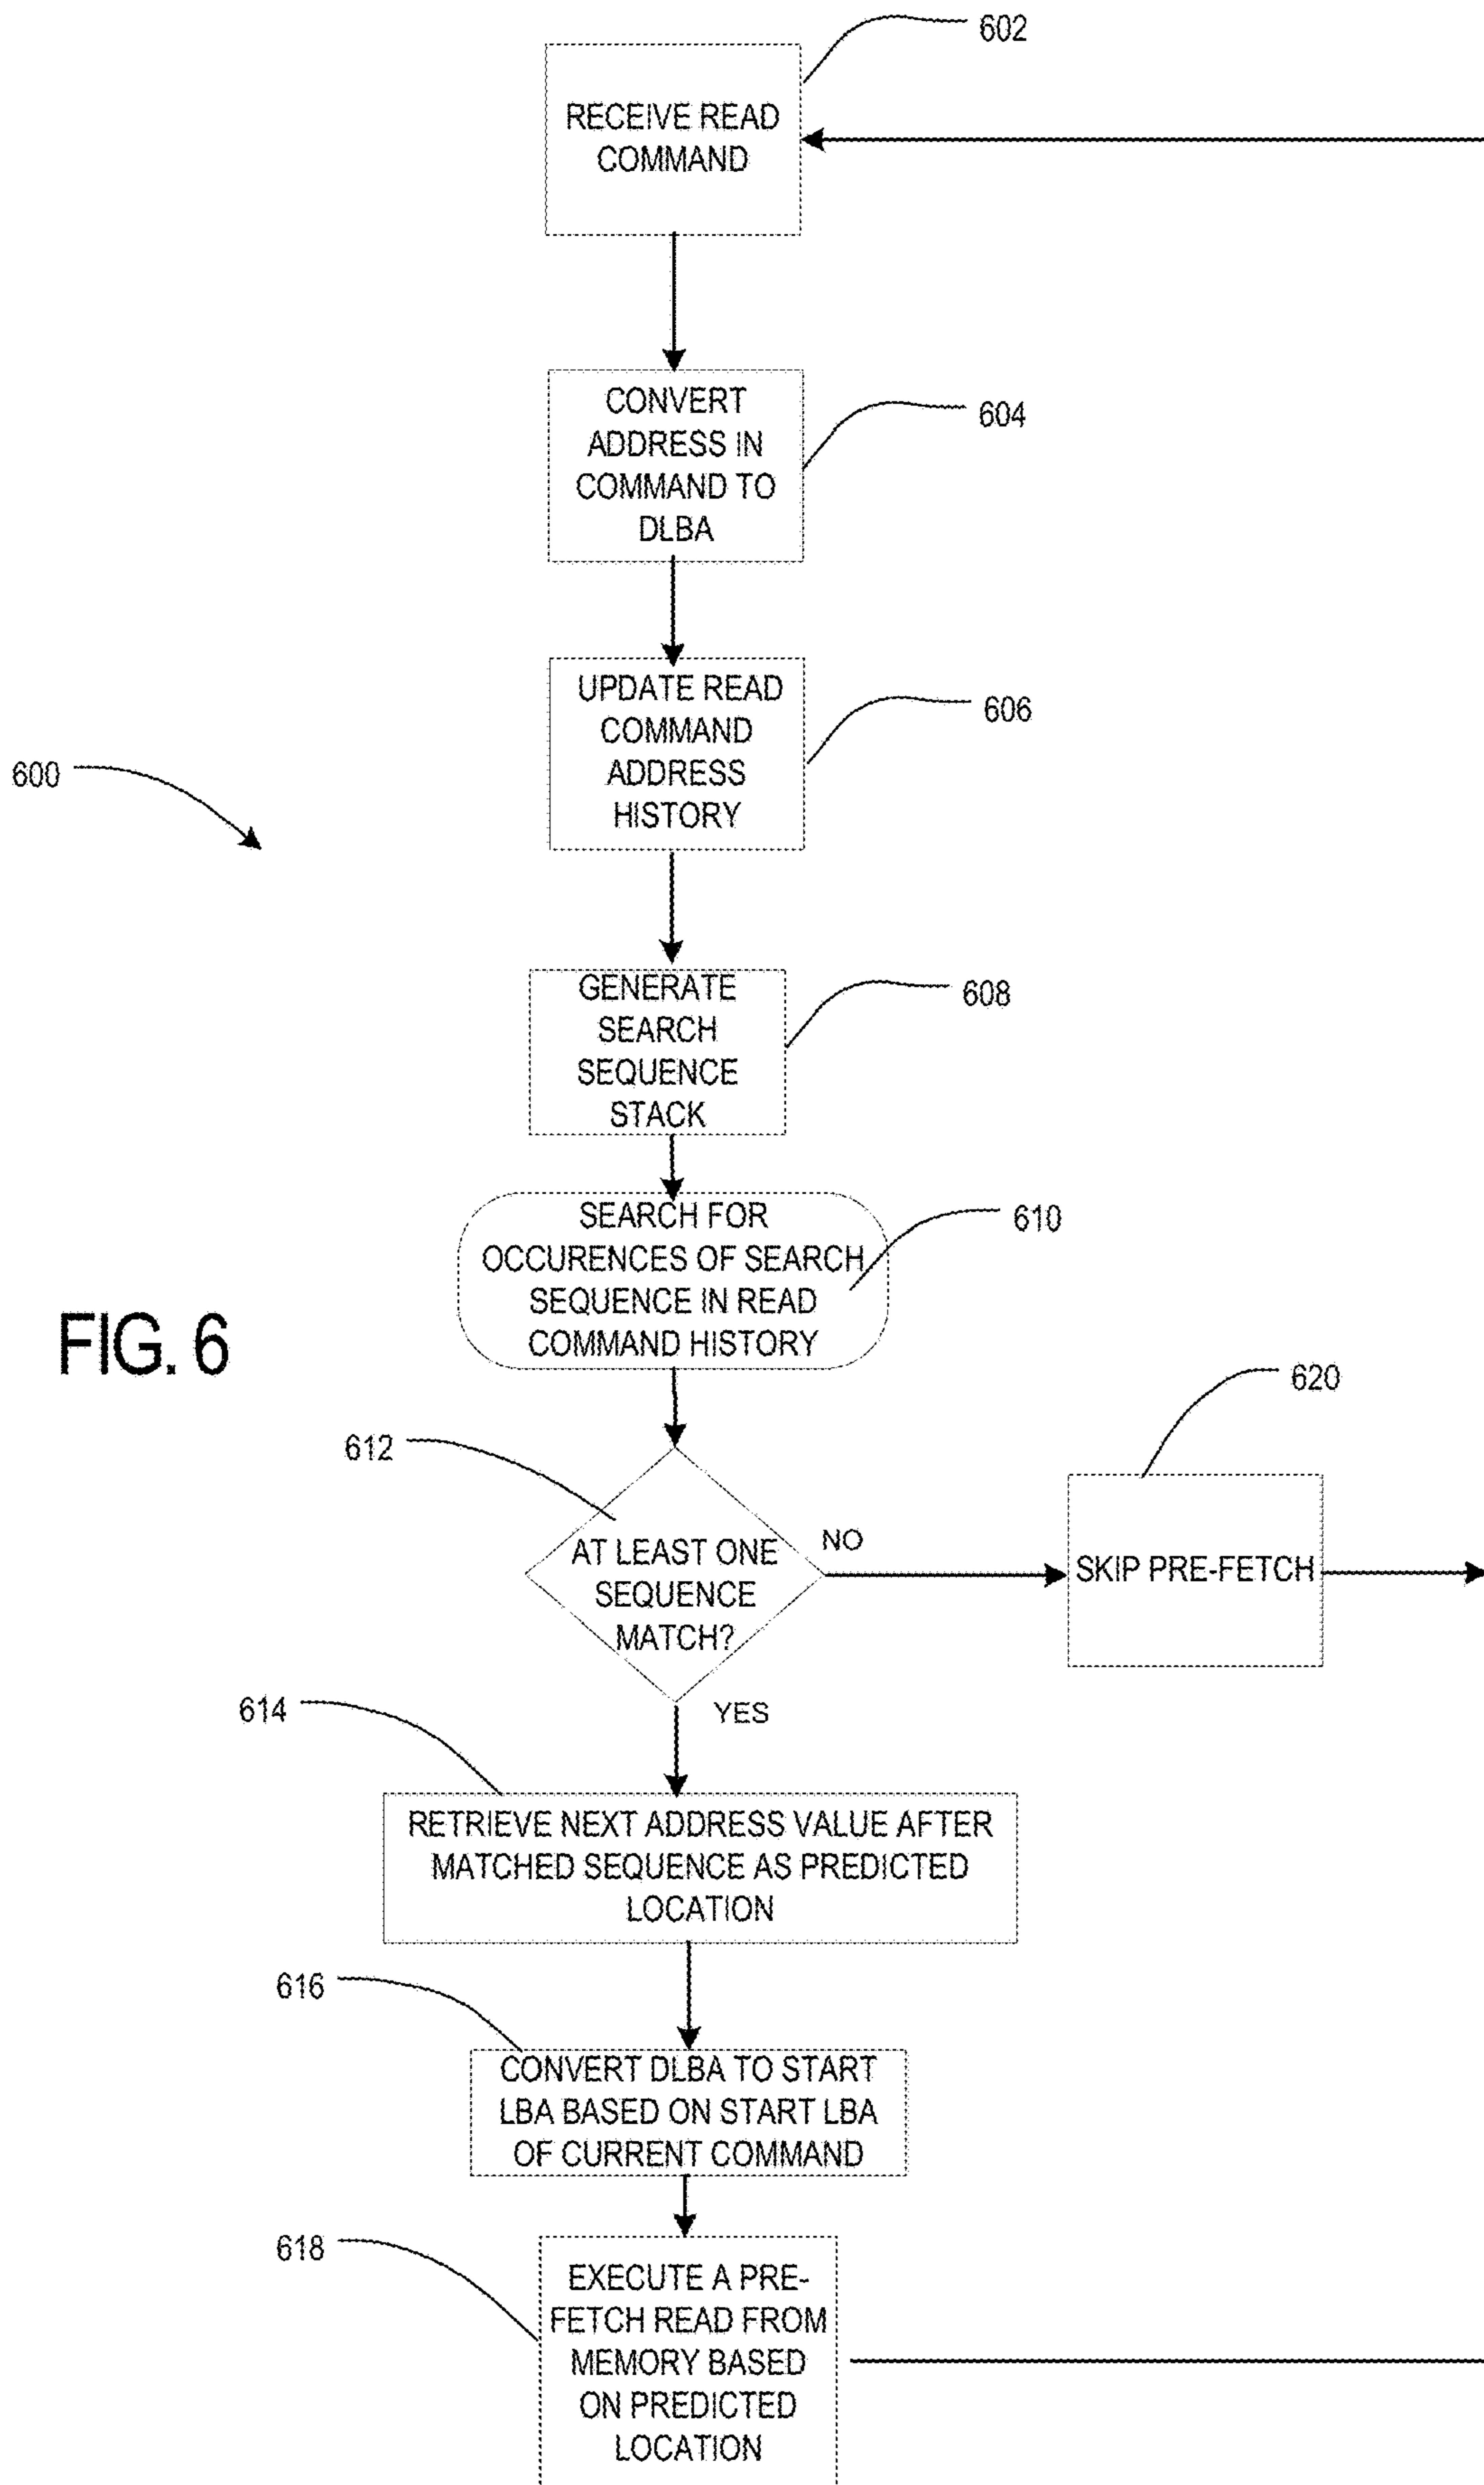 602
RECEIVE READ
COMMAND
CONVERT
ADDRESS IN
COMMAND TO
DLBA
604
UPDATE READ
COMMAND
ADDRESS
HISTORY
606
600
GENERATE
SEARCH
SEQUENCE
STACK
608
SEARCH FOR
OCCURENCES OF SEARCH
SEQUENCE IN READ
COMMAND HISTORY
610
FIG. 6
612
AT LEAST ONE
SEQUENCE
MATCH?
NO
620
SKIP PRE-FETCH
YES
614
RETRIEVE NEXT ADDRESS VALUE AFTER
MATCHED SEQUENCE AS PREDICTED
LOCATION
616
CONVERT DLBA TO START
LBA BASED ON START LBA
OF CURRENT COMMAND
618
EXECUTE A PRE-
FETCH READ FROM
MEMORY BASED
ON PREDICTED
LOCATION